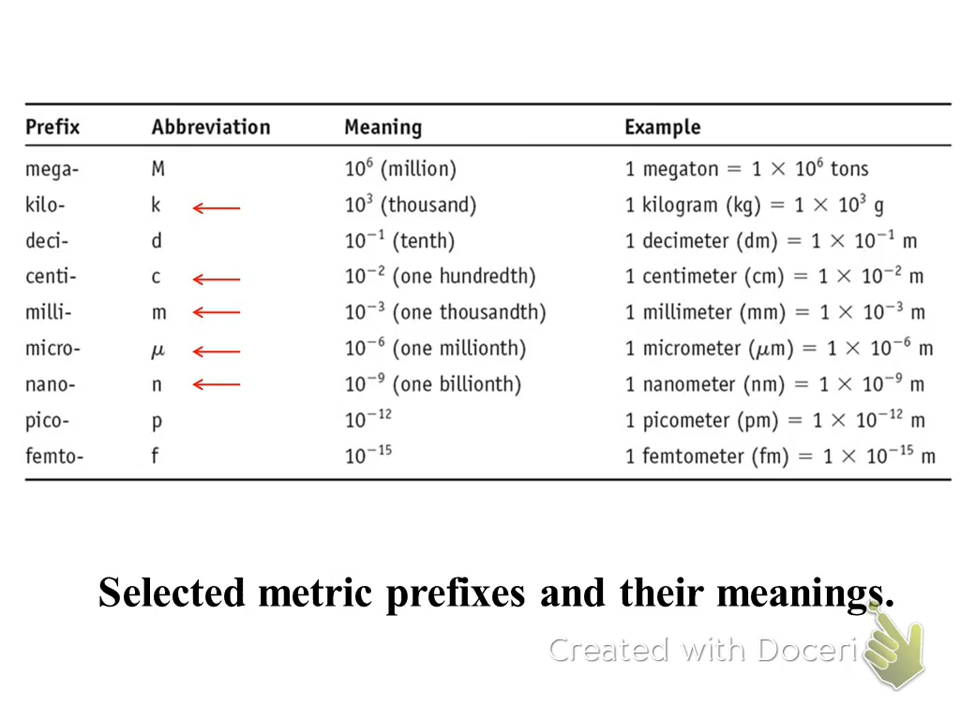 Prefix Abbreviation Meaning Example
mega- M 10⁶ (million) 1 megaton = 1 × 10⁶ tons
kilo- k 10³ (thousand) 1 kilogram (kg) = 1 × 10³ g
deci- d 10⁻¹ (tenth) 1 decimeter (dm) = 1 × 10⁻¹ m
centi- c 10⁻² (one hundredth) 1 centimeter (cm) = 1 × 10⁻² m
milli- m 10⁻³ (one thousandth) 1 millimeter (mm) = 1 × 10⁻³ m
micro- μ 10⁻⁶ (one millionth) 1 micrometer (μm) = 1 × 10⁻⁶ m
nano- n 10⁻⁹ (one billionth) 1 nanometer (nm) = 1 × 10⁻⁹ m
pico- p 10⁻¹² 1 picometer (pm) = 1 × 10⁻¹² m
femto- f 10⁻¹⁵ 1 femtometer (fm) = 1 × 10⁻¹⁵ m
Selected metric prefixes and their meanings.
Created with Doceri